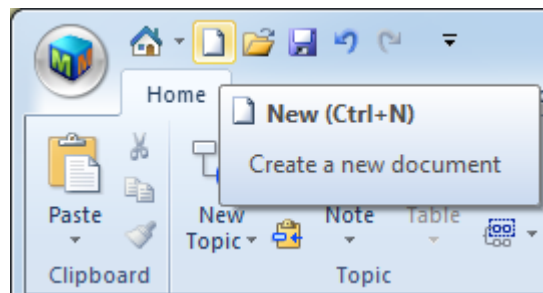 Home
New (Ctrl+N)
Create a new document
Paste
New
Topic
Note
Table
Clipboard
Topic